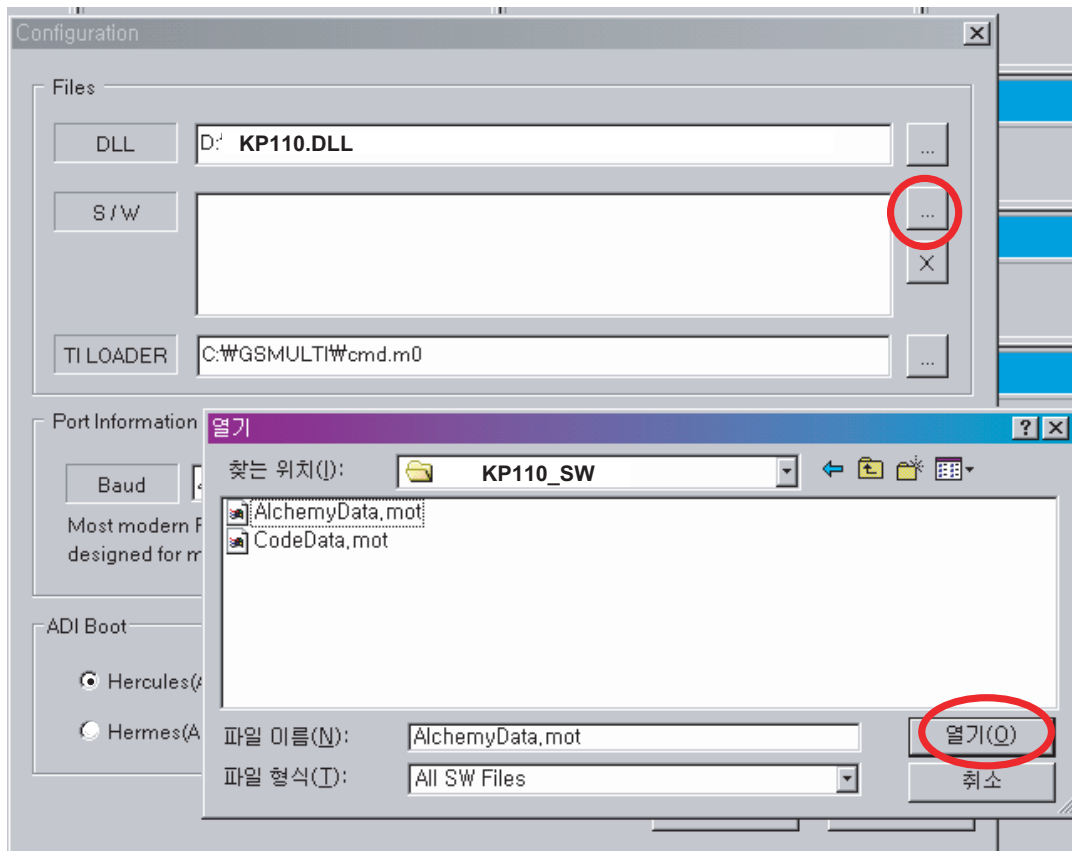 Configuration
Files
DLL
D:\ KP110.DLL
...
S / W
...
X
TI LOADER
C:₩GSMULTI₩cmd.m0
...
Port Information
Baud
Most modern
designed for
ADI Boot
Hercules(
Hermes(A
열기
찾는 위치(I):
KP110_SW
AlchemyData.mot
CodeData.mot
파일 이름(N):
AlchemyData.mot
열기(O)
파일 형식(T):
All SW Files
취소